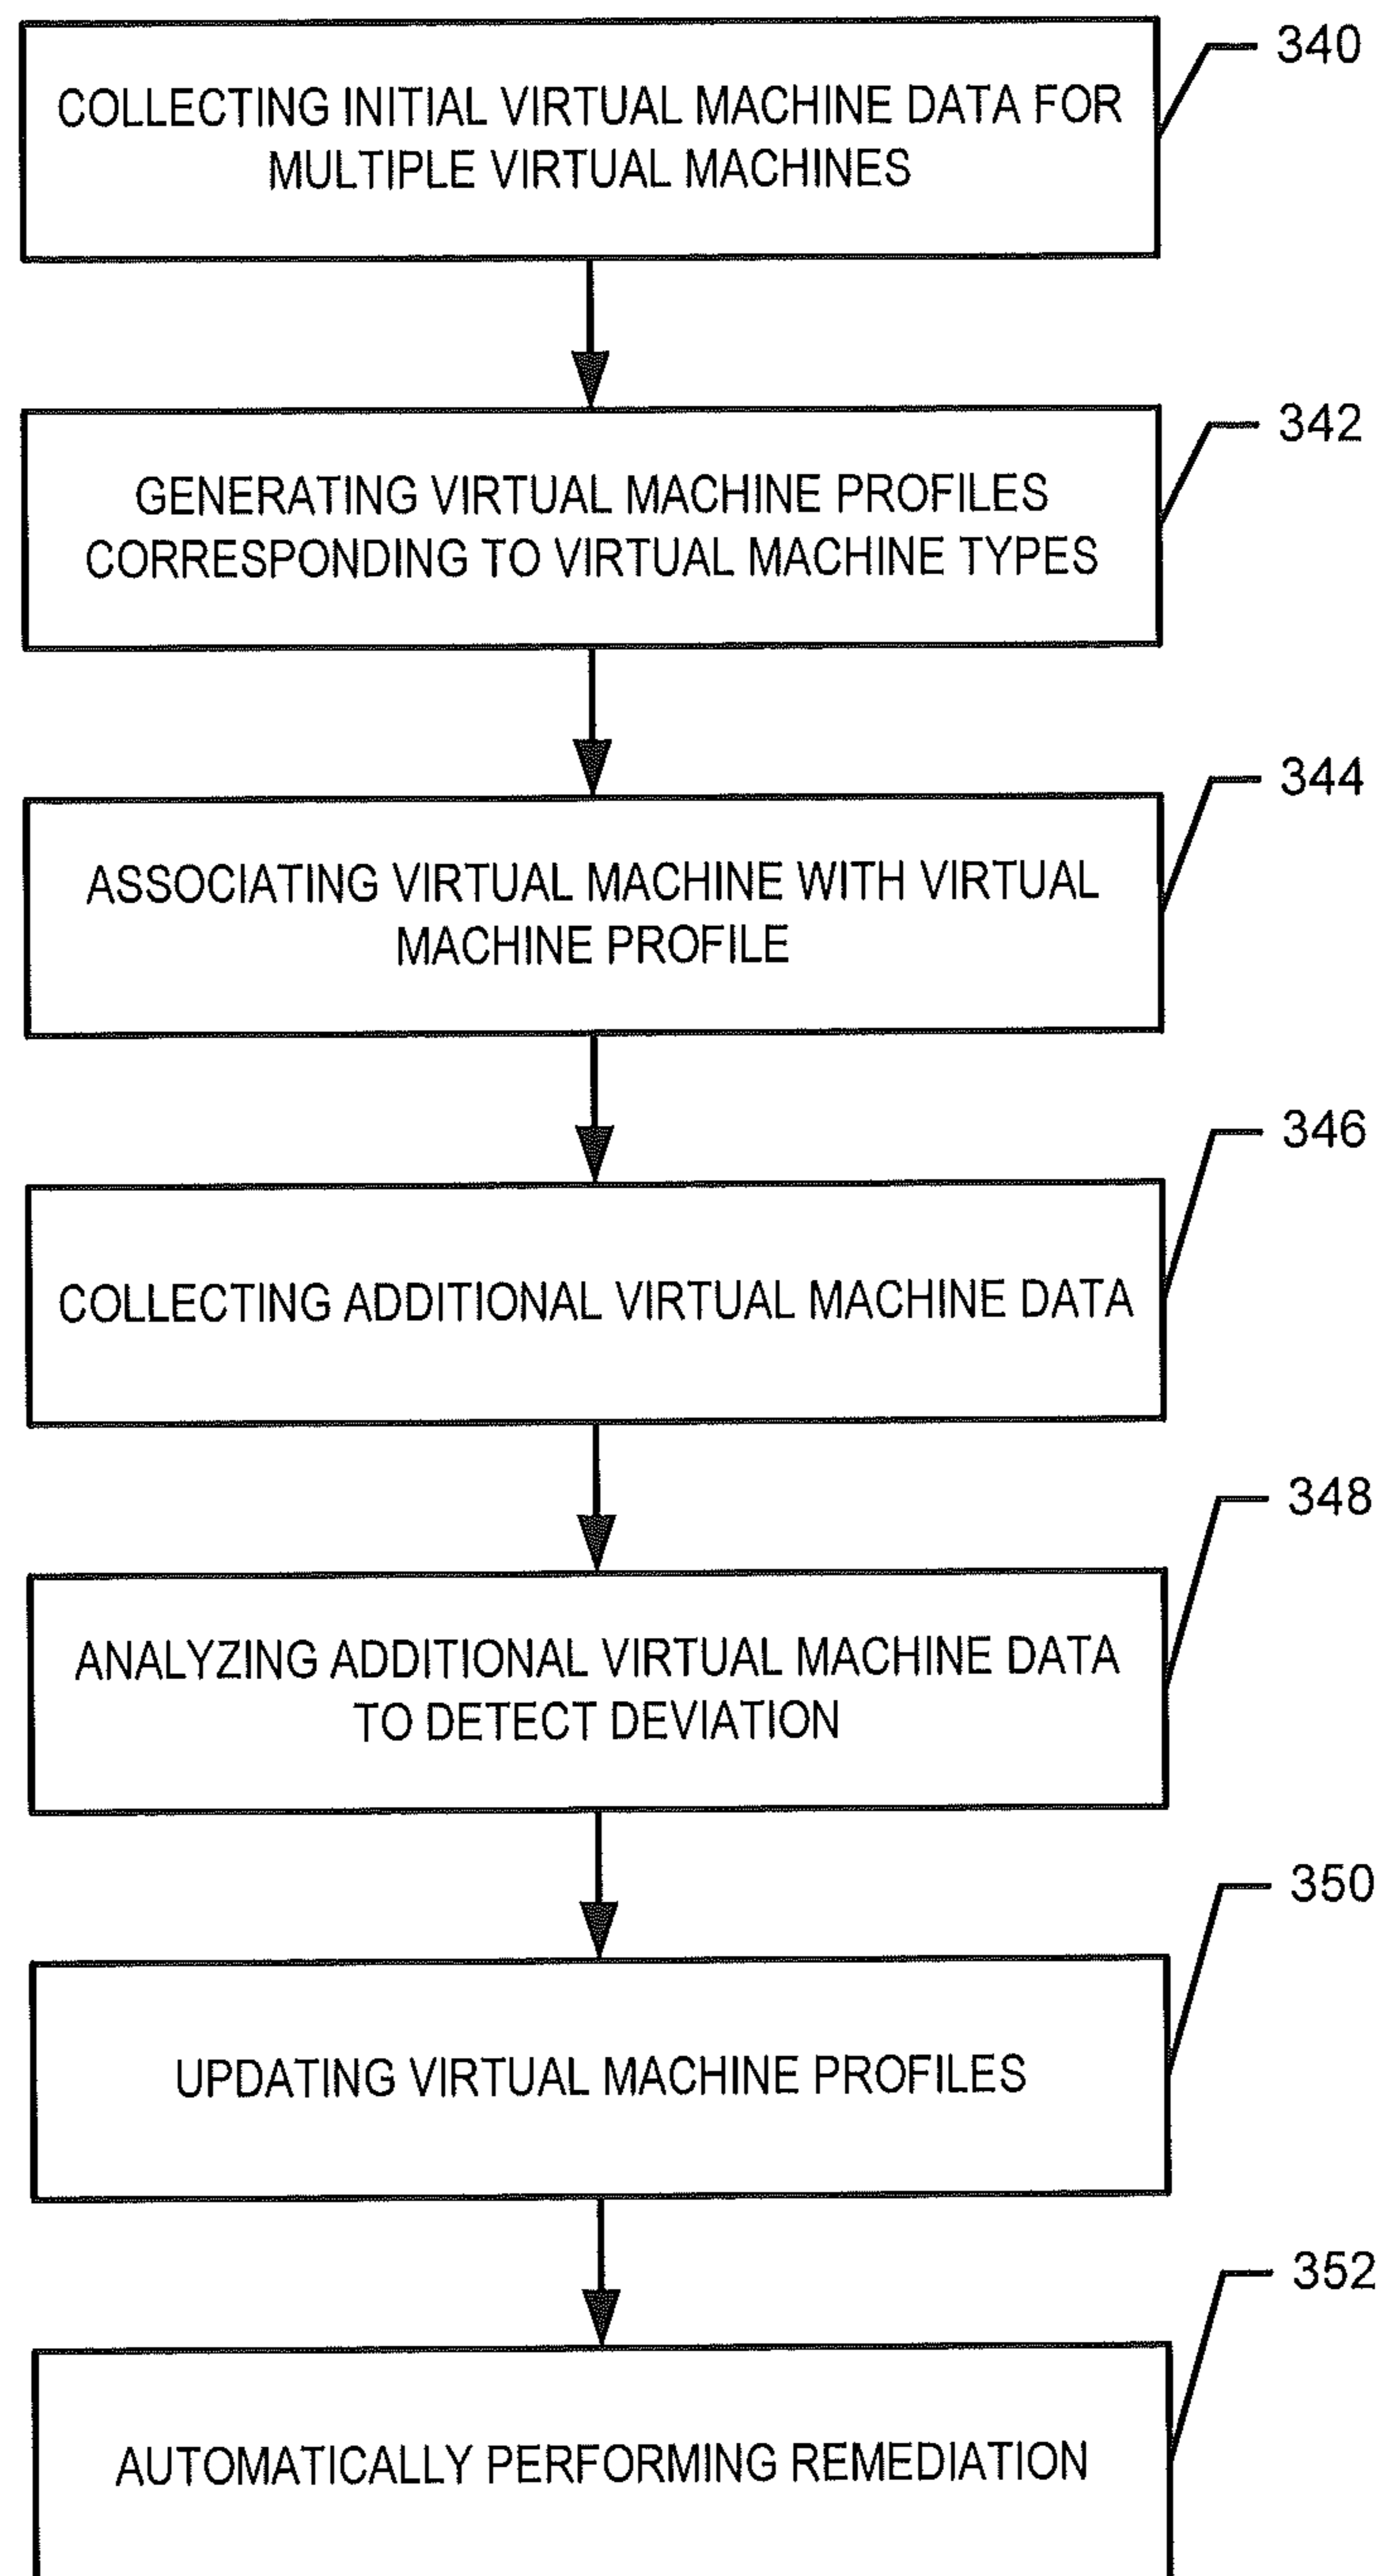 340
COLLECTING INITIAL VIRTUAL MACHINE DATA FOR
MULTIPLE VIRTUAL MACHINES
342
GENERATING VIRTUAL MACHINE PROFILES
CORRESPONDING TO VIRTUAL MACHINE TYPES
344
ASSOCIATING VIRTUAL MACHINE WITH VIRTUAL
MACHINE PROFILE
346
COLLECTING ADDITIONAL VIRTUAL MACHINE DATA
348
ANALYZING ADDITIONAL VIRTUAL MACHINE DATA
TO DETECT DEVIATION
350
UPDATING VIRTUAL MACHINE PROFILES
352
AUTOMATICALLY PERFORMING REMEDIATION